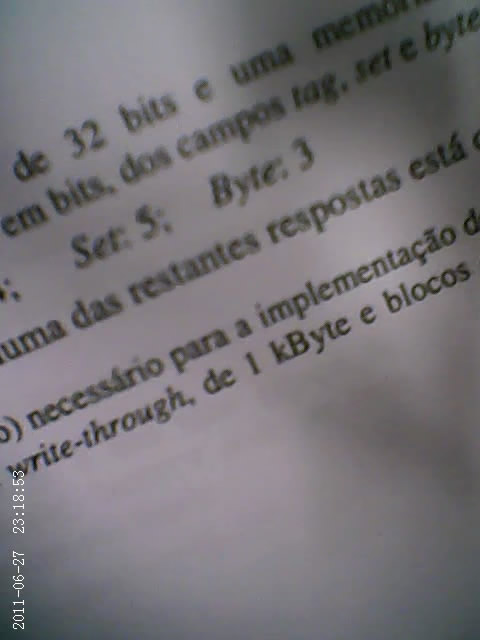 de 32 bits e uma
em bits, dos campos tag, set e byte
Set: 5; Byte: 3
uma das restantes respostas está
o) necessário para a implementação d
write-through, de 1 kByte e blocos
2011-06-27 23:18:53